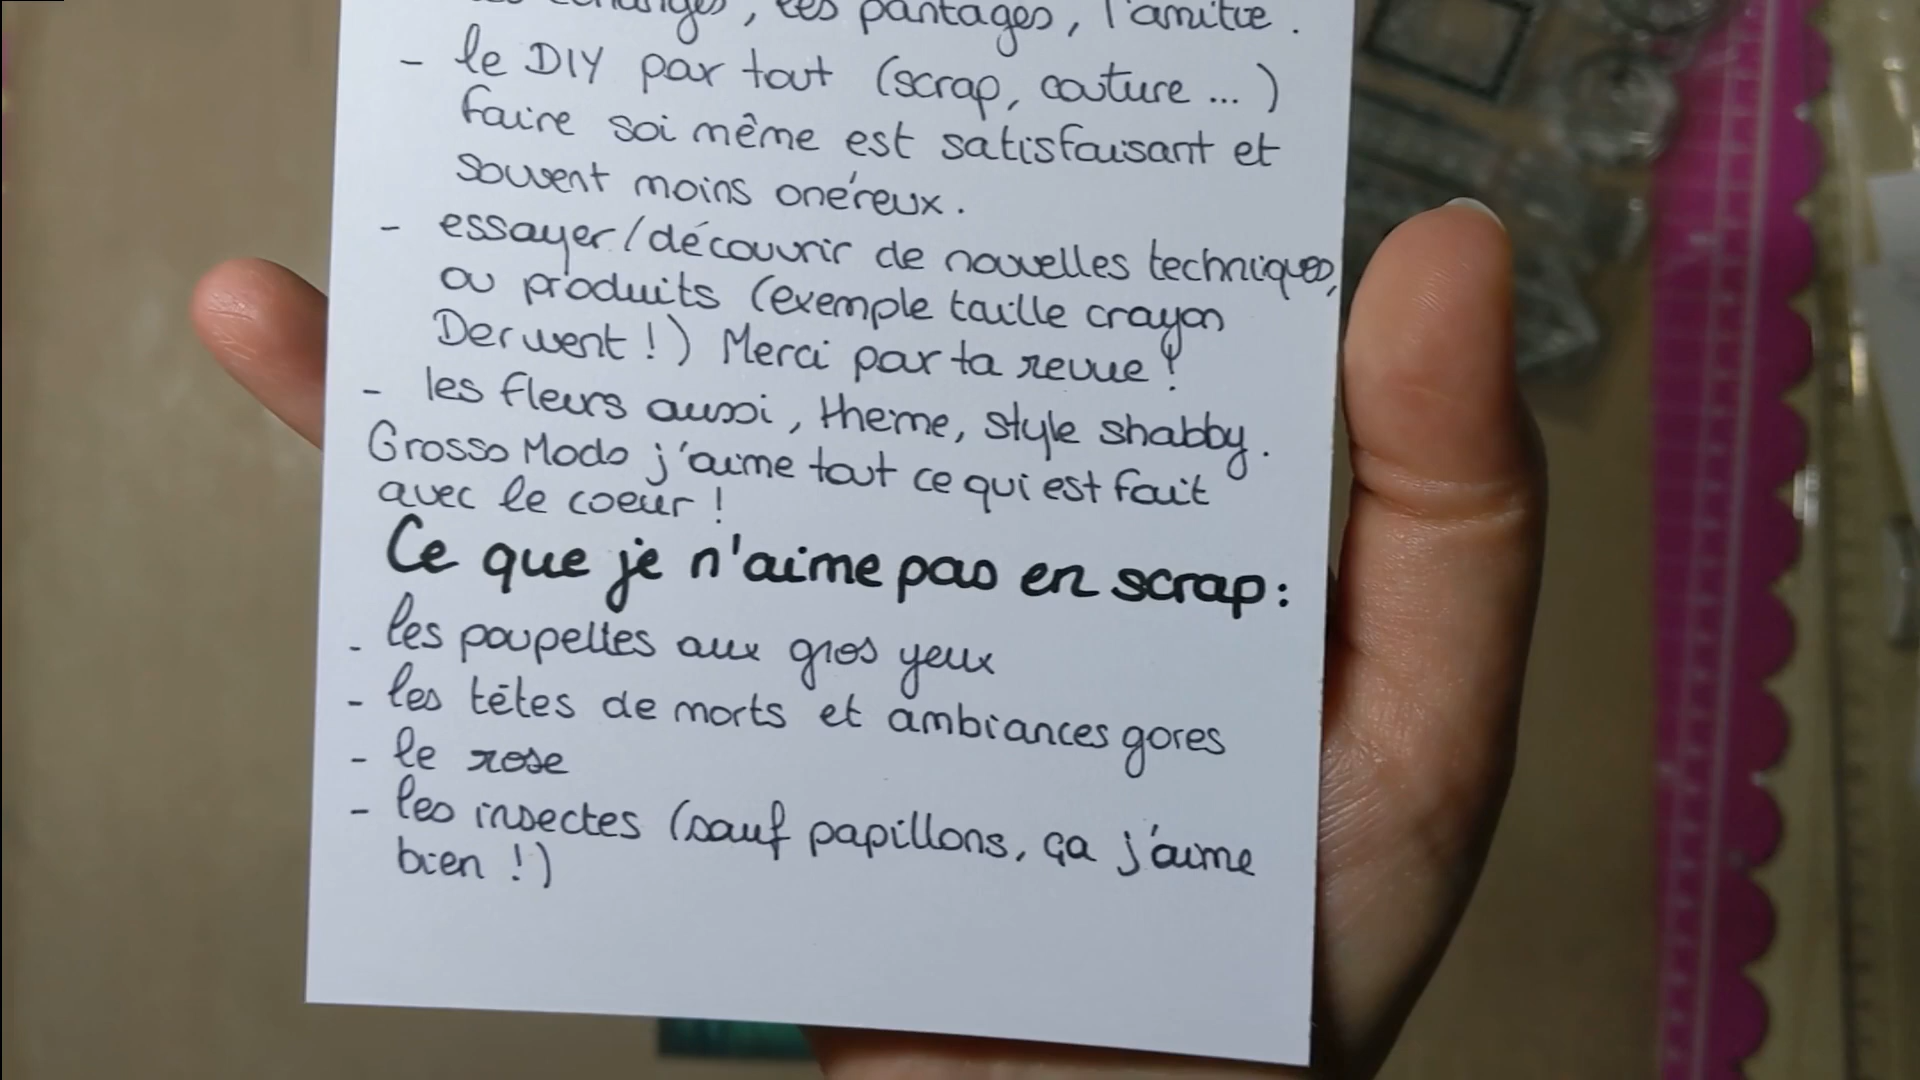 échanges, les partages, l'amitié.
- le DIY par tout (scrap, couture ...)
Faire soi même est satisfaisant et
souvent moins onéreux.
- essayer/découvrir de nouvelles techniques,
ou produits (exemple taille crayon
Derwent !) Merci par ta revue !
- les fleurs aussi, thème, style shabby.
Grosso Modo j'aime tout ce qui est fait
avec le coeur !
Ce que je n'aime pas en scrap:
- les poupettes aux gros yeux
- les têtes de morts et ambiances gores
- le rose
- les insectes (sauf papillons, ça j'aime
bien !)